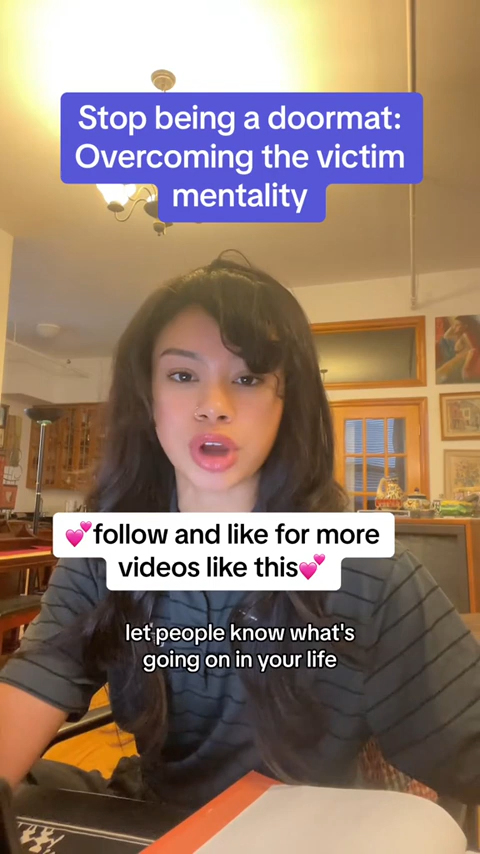 Stop being a doormat:
Overcoming the victim
mentality
💕follow and like for more
videos like this💕
let people know what's
going on in your life